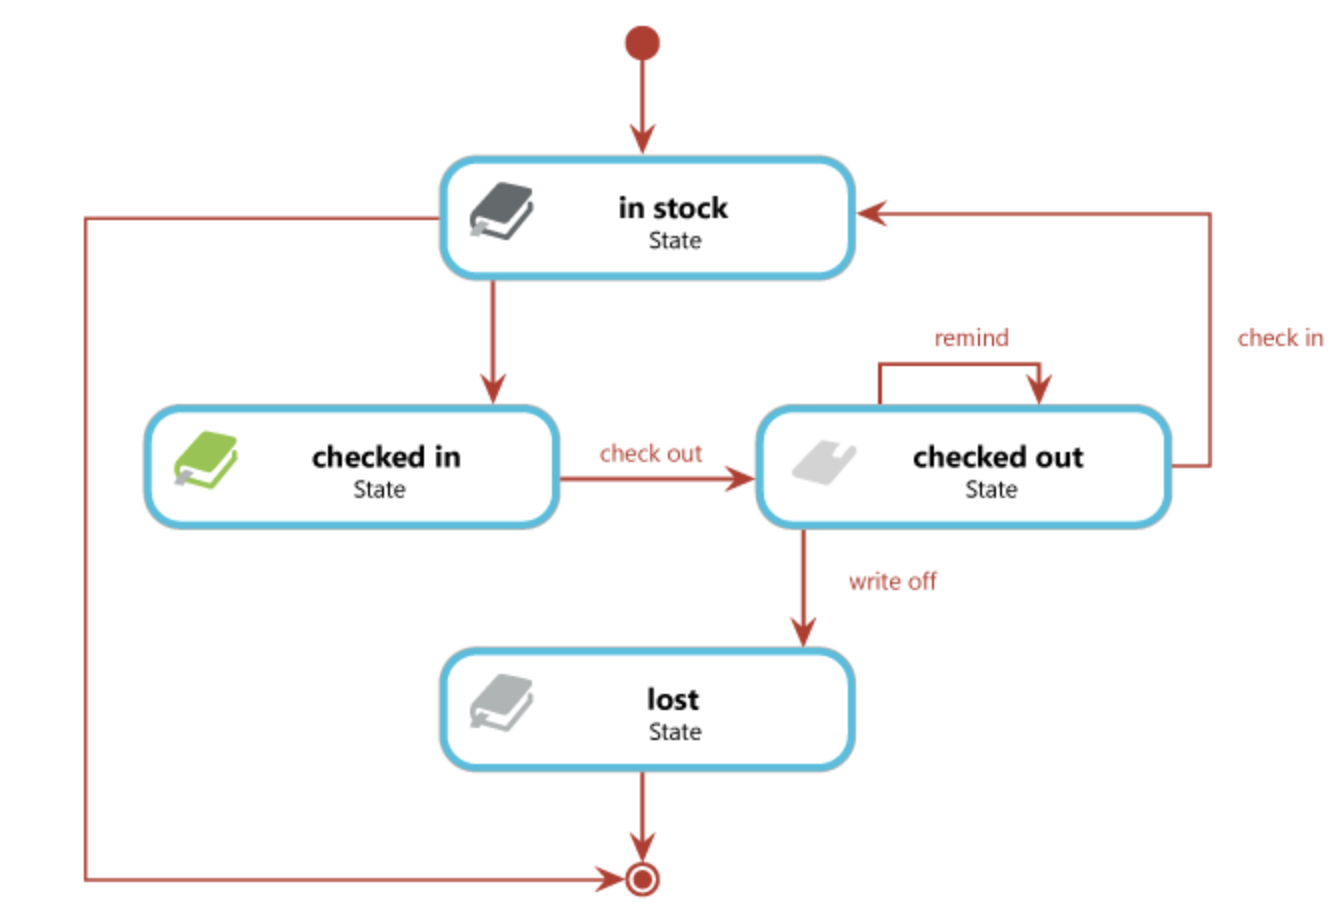 in stock
State
remind
check in
checked in
State
check out
checked out
State
write off
lost
State